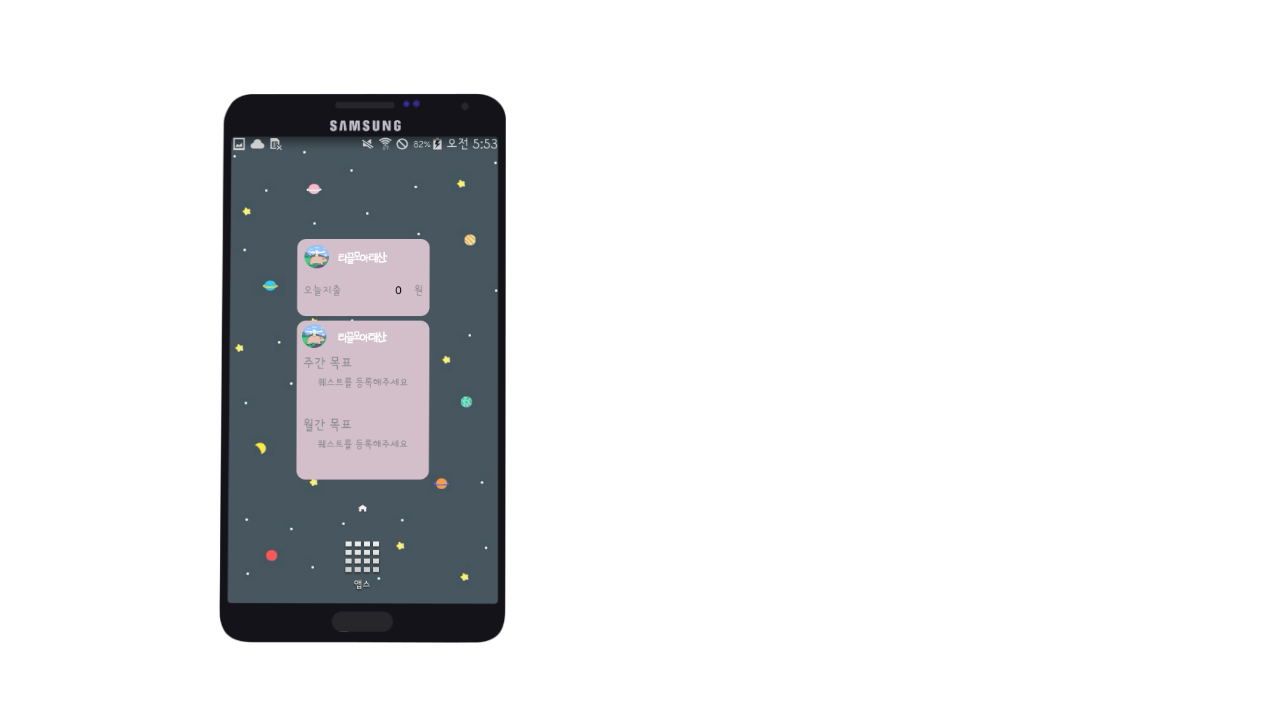 SAMSUNG
82% 오전 5:53
티끌모아태산
오늘지출 0 원
티끌모아태산
주간 목표
퀘스트를 등록해주세요
월간 목표
퀘스트를 등록해주세요
앱스